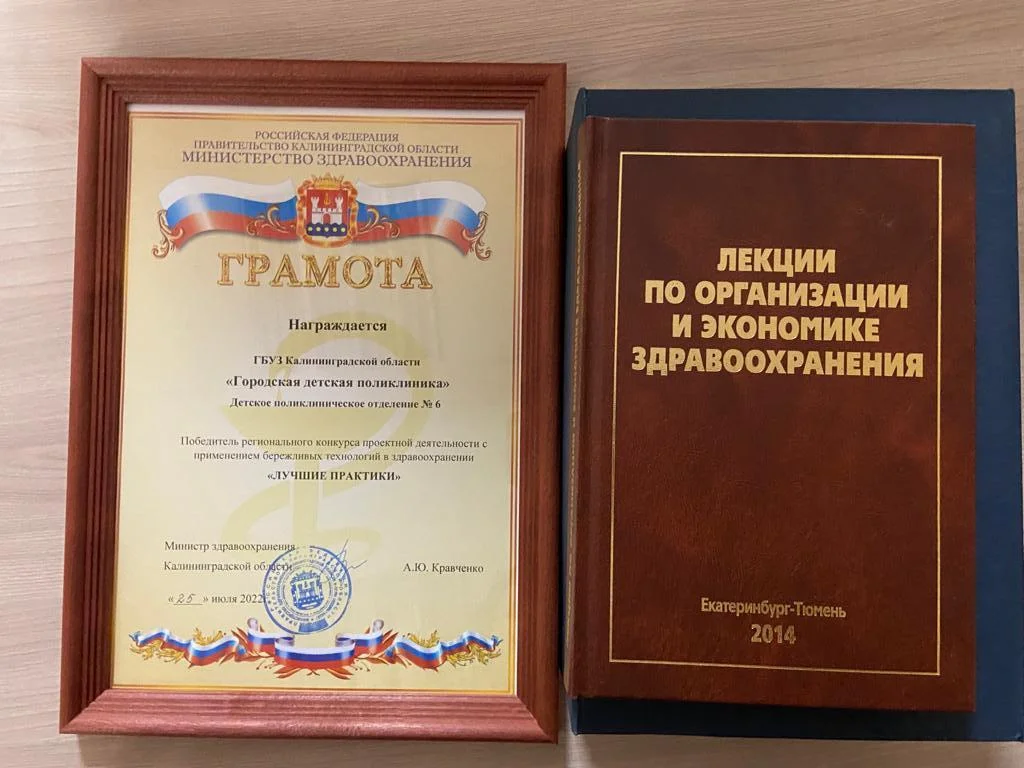 РОССИЙСКАЯ ФЕДЕРАЦИЯ
ПРАВИТЕЛЬСТВО КАЛИНИНГРАДСКОЙ ОБЛАСТИ
МИНИСТЕРСТВО ЗДРАВООХРАНЕНИЯ
ГРАМОТА
Награждается
ГБУЗ Калининградской области
«Городская детская поликлиника»
Детское поликлиническое отделение № 6
Победитель регионального конкурса проектной деятельности с
применением бережливых технологий в здравоохранении
«ЛУЧШИЕ ПРАКТИКИ»
Министр здравоохранения
Калининградской области
А.Ю. Кравченко
«25» июля 2022г.
ЛЕКЦИИ
ПО ОРГАНИЗАЦИИ
И ЭКОНОМИКЕ
ЗДРАВООХРАНЕНИЯ
Екатеринбург-Тюмень
2014